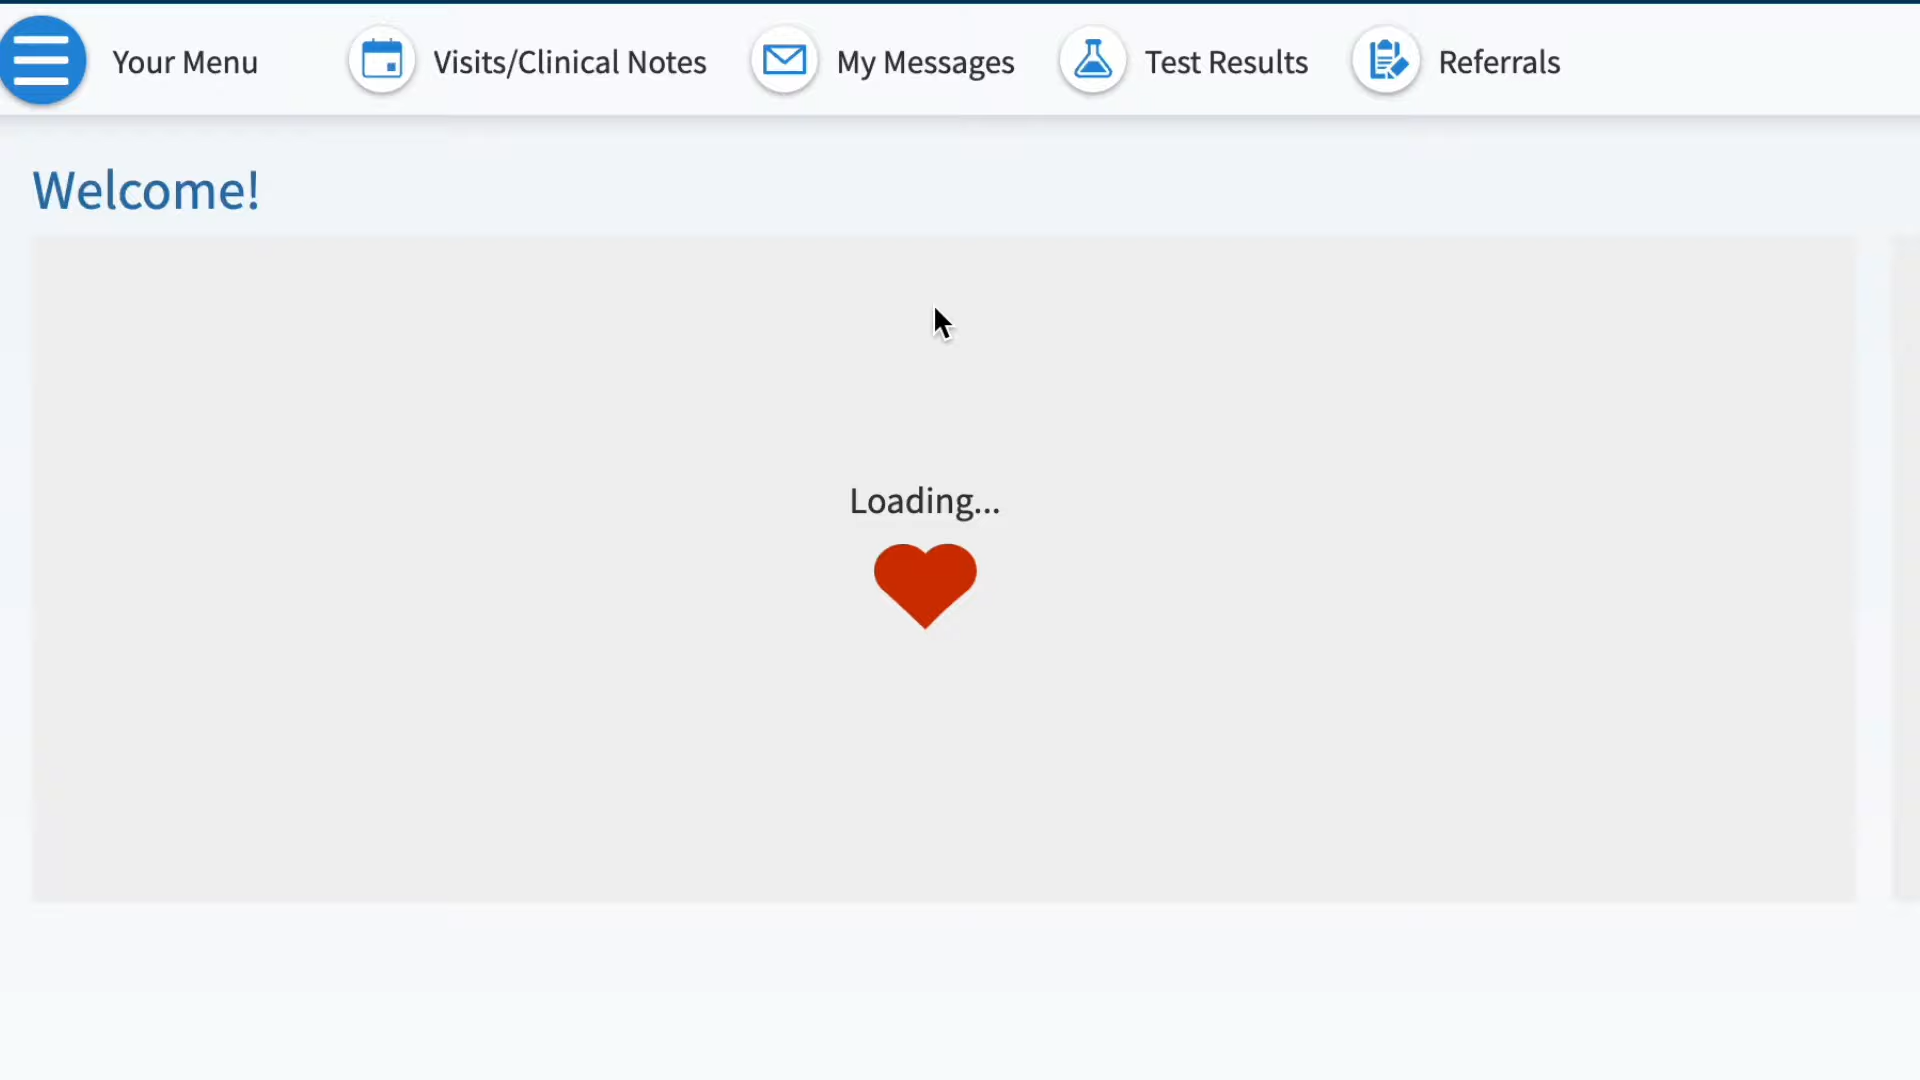 Your Menu
Visits/Clinical Notes
My Messages
Test Results
Referrals
Welcome!
Loading...